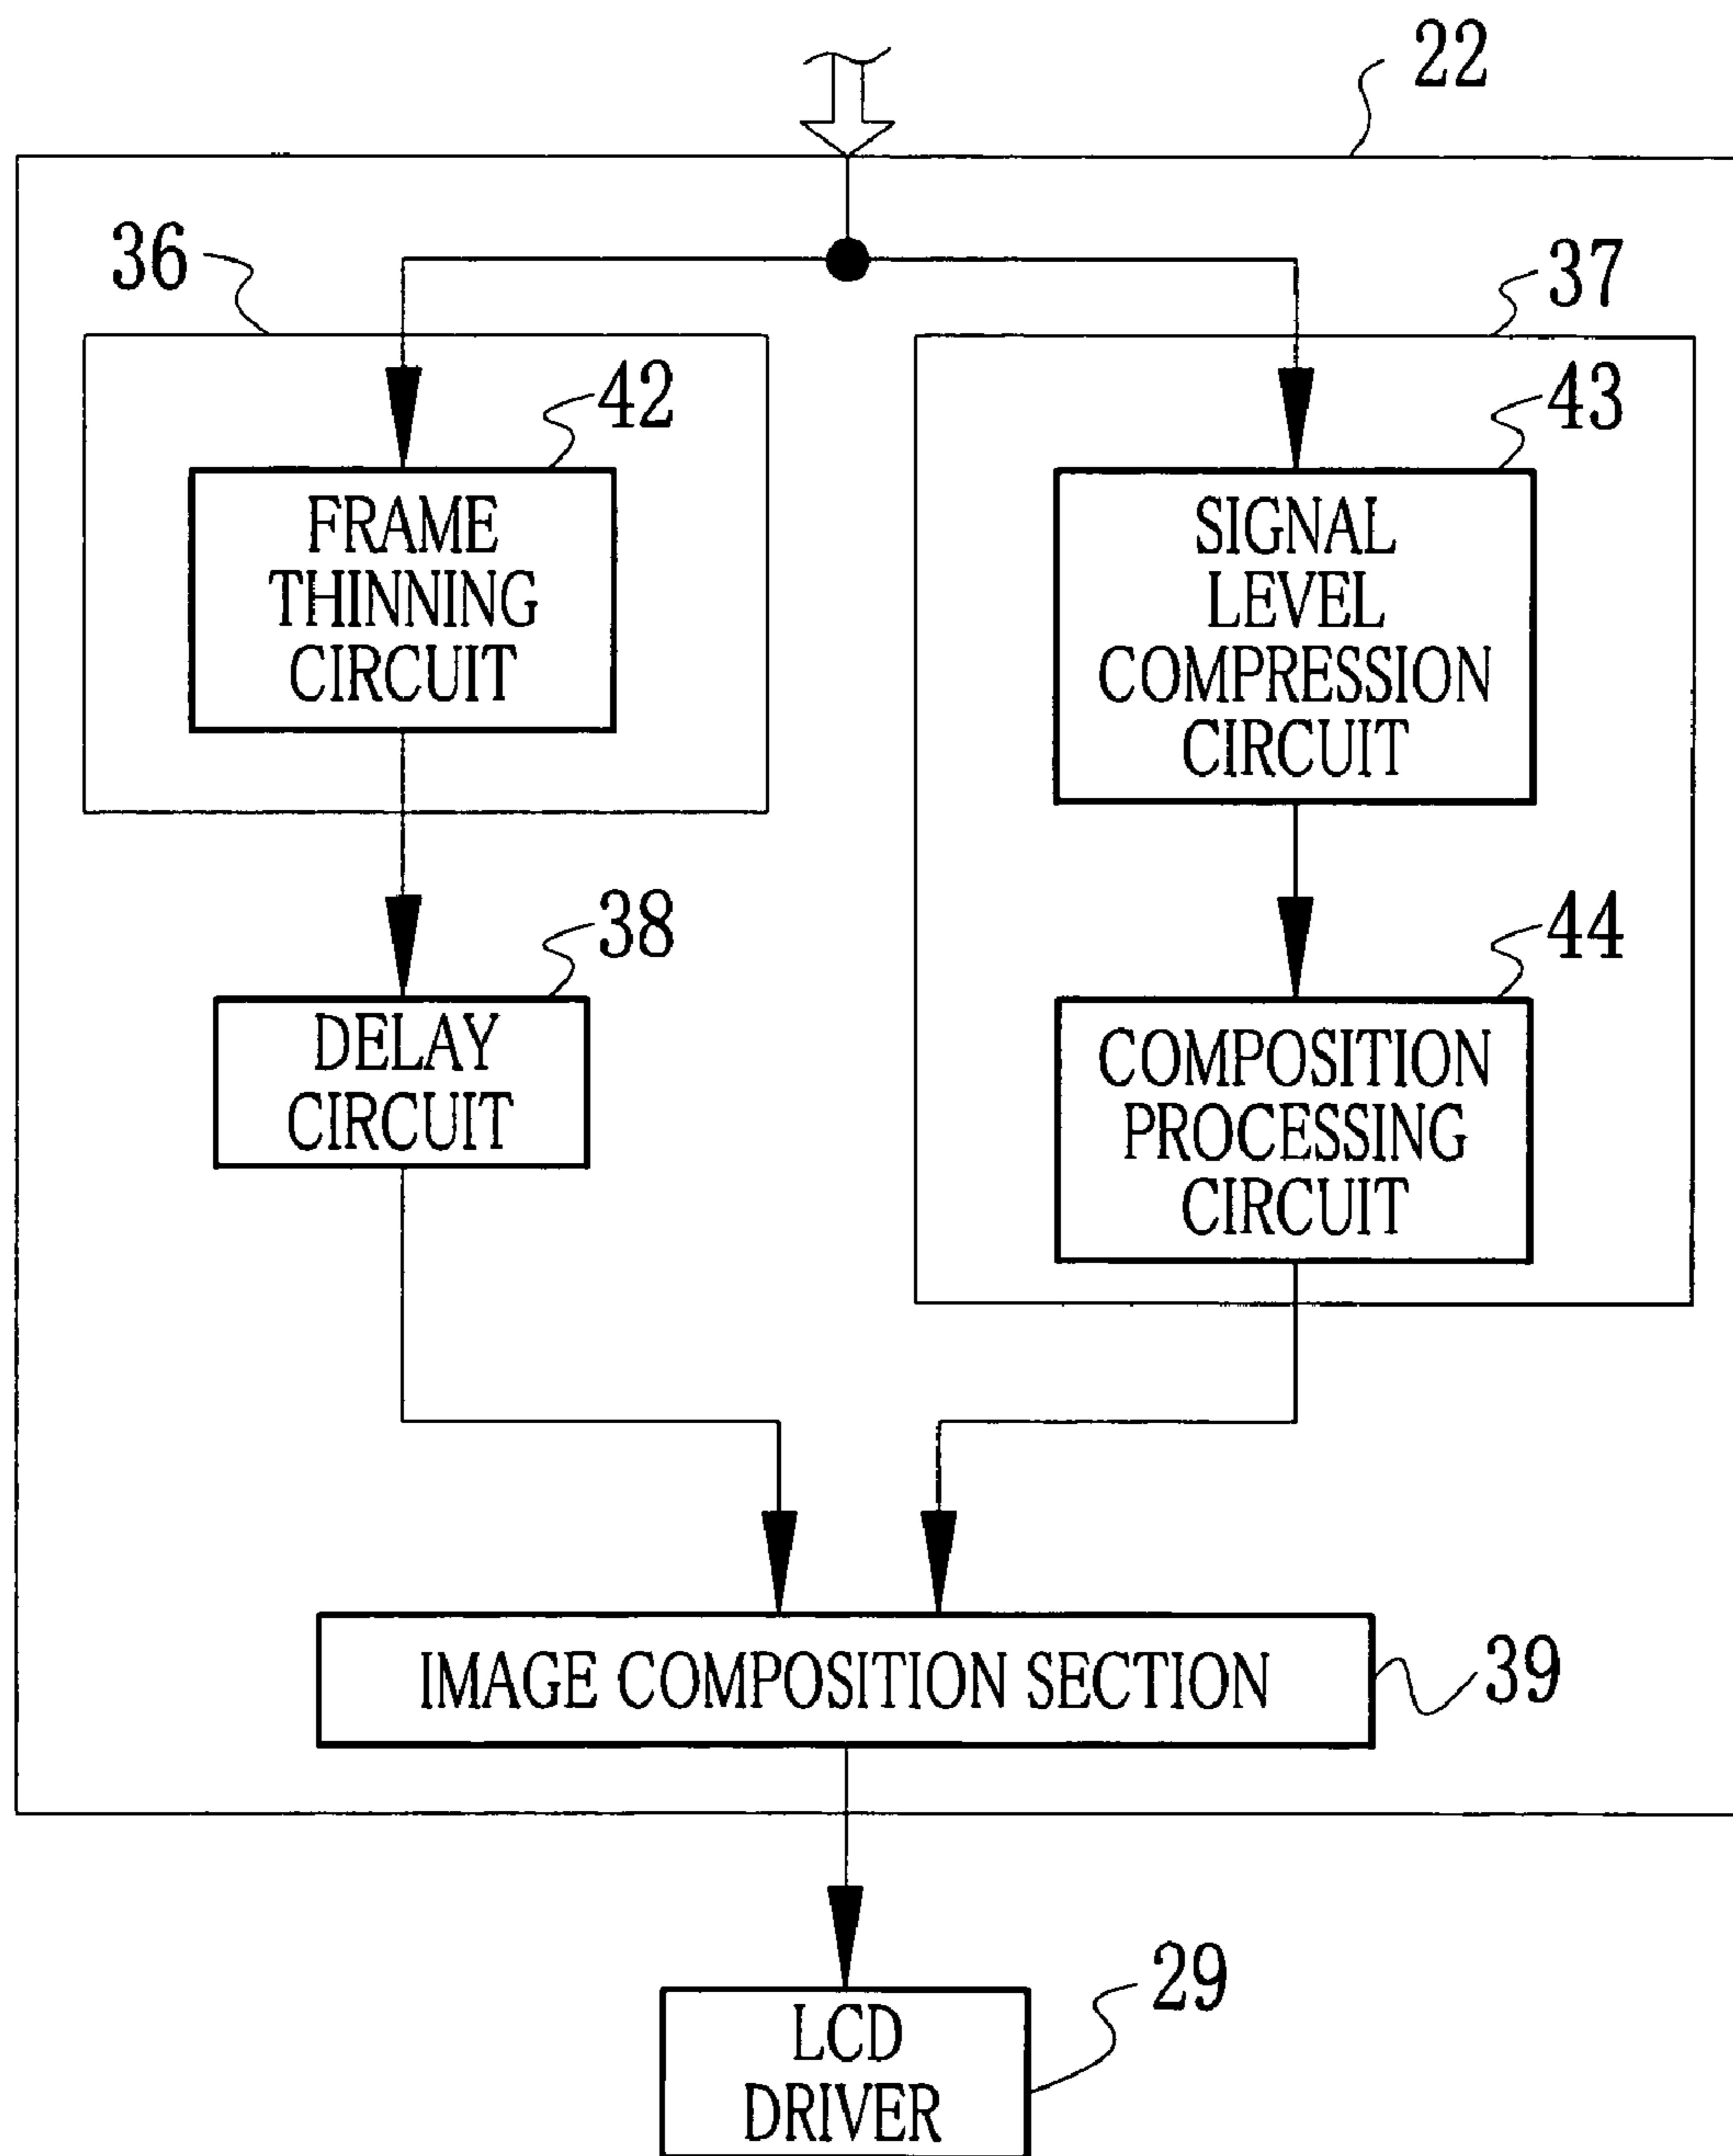 22
36
37
42
43
FRAME
THINNING
CIRCUIT
SIGNAL
LEVEL
COMPRESSION
CIRCUIT
38
44
DELAY
CIRCUIT
COMPOSITION
PROCESSING
CIRCUIT
IMAGE COMPOSITION SECTION
39
29
LCD
DRIVER